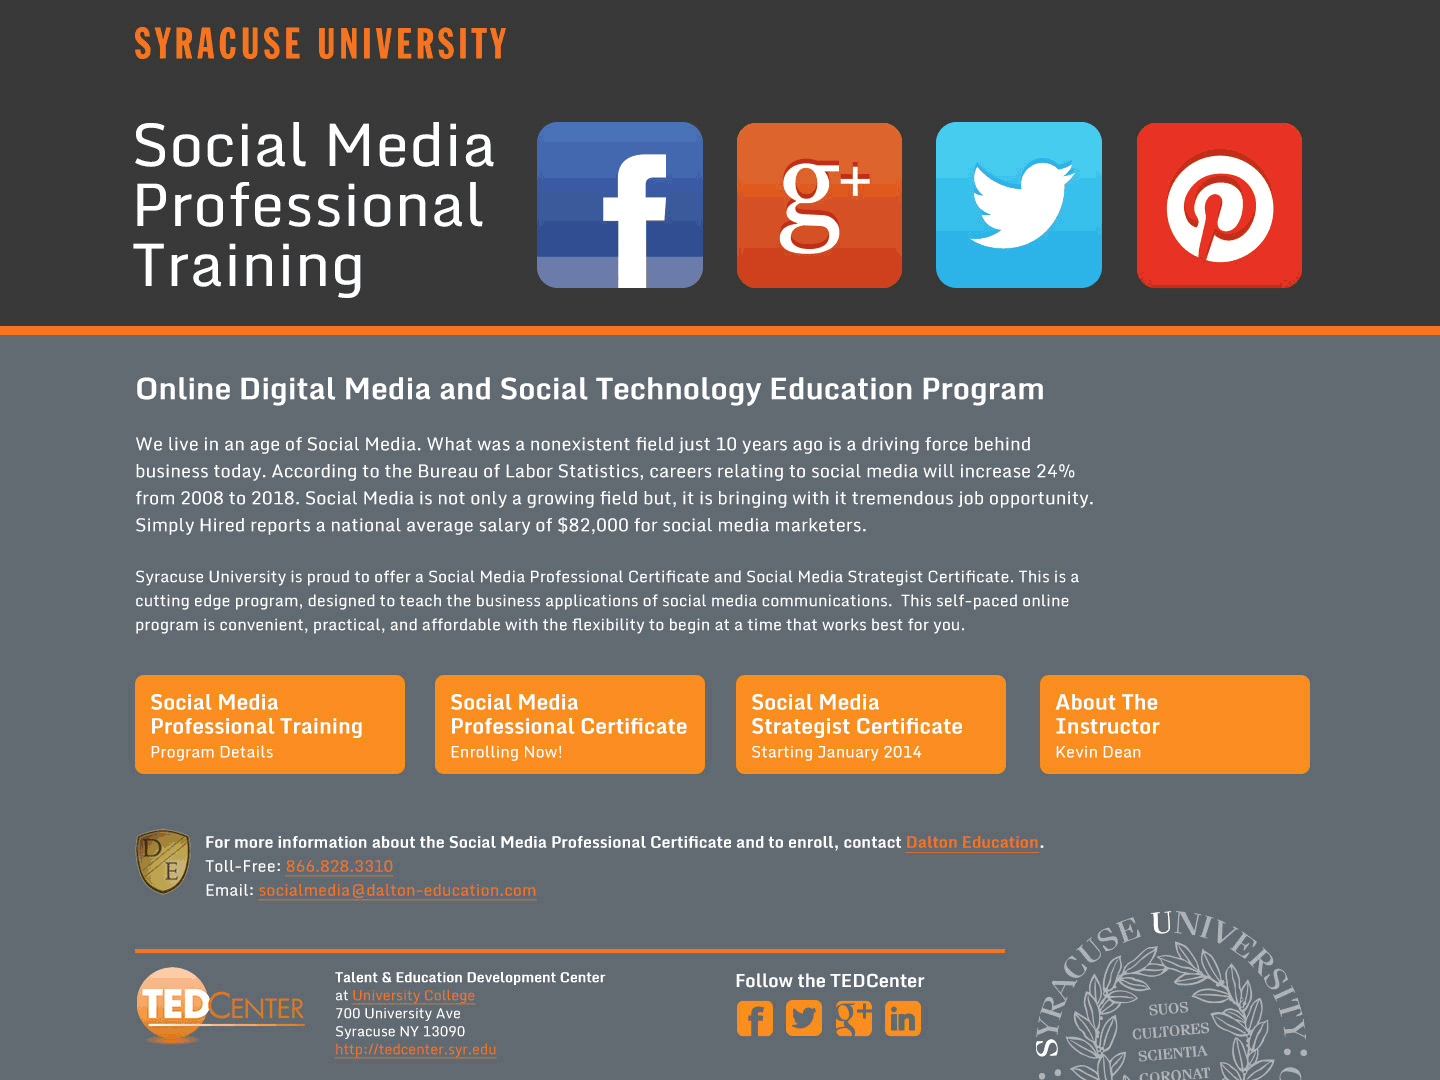 SYRACUSE UNIVERSITY
Social Media
Professional
Training
f
g+
Online Digital Media and Social Technology Education Program
We live in an age of Social Media. What was a nonexistent field just 10 years ago is a driving force behind
business today. According to the Bureau of Labor Statistics, careers relating to social media will increase 24%
from 2008 to 2018. Social Media is not only a growing field but, it is bringing with it tremendous job opportunity.
Simply Hired reports a national average salary of $82,000 for social media marketers.
Syracuse University is proud to offer a Social Media Professional Certificate and Social Media Strategist Certificate. This is a
cutting edge program, designed to teach the business applications of social media communications. This self-paced online
program is convenient, practical, and affordable with the flexibility to begin at a time that works best for you.
Social Media
Professional Training
Program Details
Social Media
Professional Certificate
Enrolling Now!
Social Media
Strategist Certificate
Starting January 2014
About The
Instructor
Kevin Dean
D
E
For more information about the Social Media Professional Certificate and to enroll, contact Dalton Education.
Toll-Free: 866.828.3310
Email: socialmedia@dalton-education.com
TEDCENTER
Talent & Education Development Center
at University College
700 University Ave
Syracuse NY 13090
http://tedcenter.syr.edu
Follow the TEDCenter
f
g+
in
SYRACUSE UNIVERSITY
SUOS
CULTORES
SCIENTIA
CORONAT